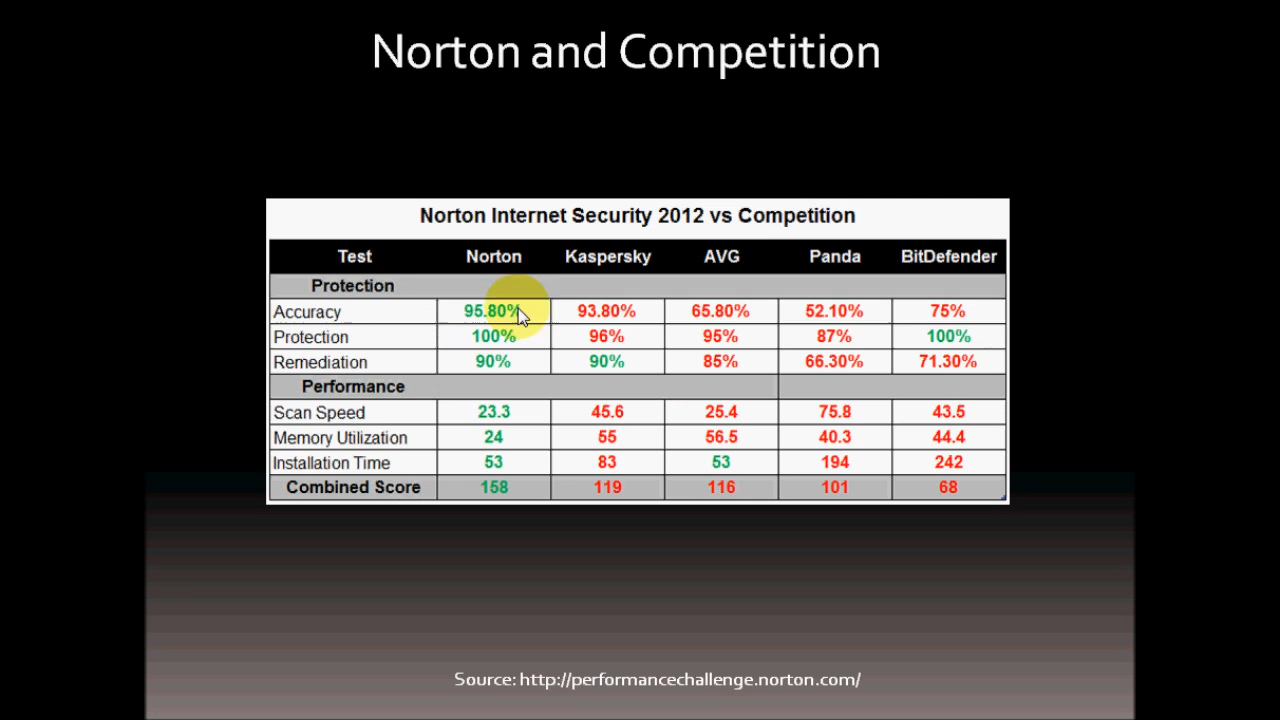 Norton and Competition
Norton Internet Security 2012 vs Competition
Test Norton Kaspersky AVG Panda BitDefender
Protection
Accuracy 95.80% 93.80% 65.80% 52.10% 75%
Protection 100% 96% 95% 87% 100%
Remediation 90% 90% 85% 66.30% 71.30%
Performance
Scan Speed 23.3 45.6 25.4 75.8 43.5
Memory Utilization 24 55 56.5 40.3 44.4
Installation Time 53 83 53 194 242
Combined Score 158 119 116 101 68
Source: http://performancechallenge.norton.com/